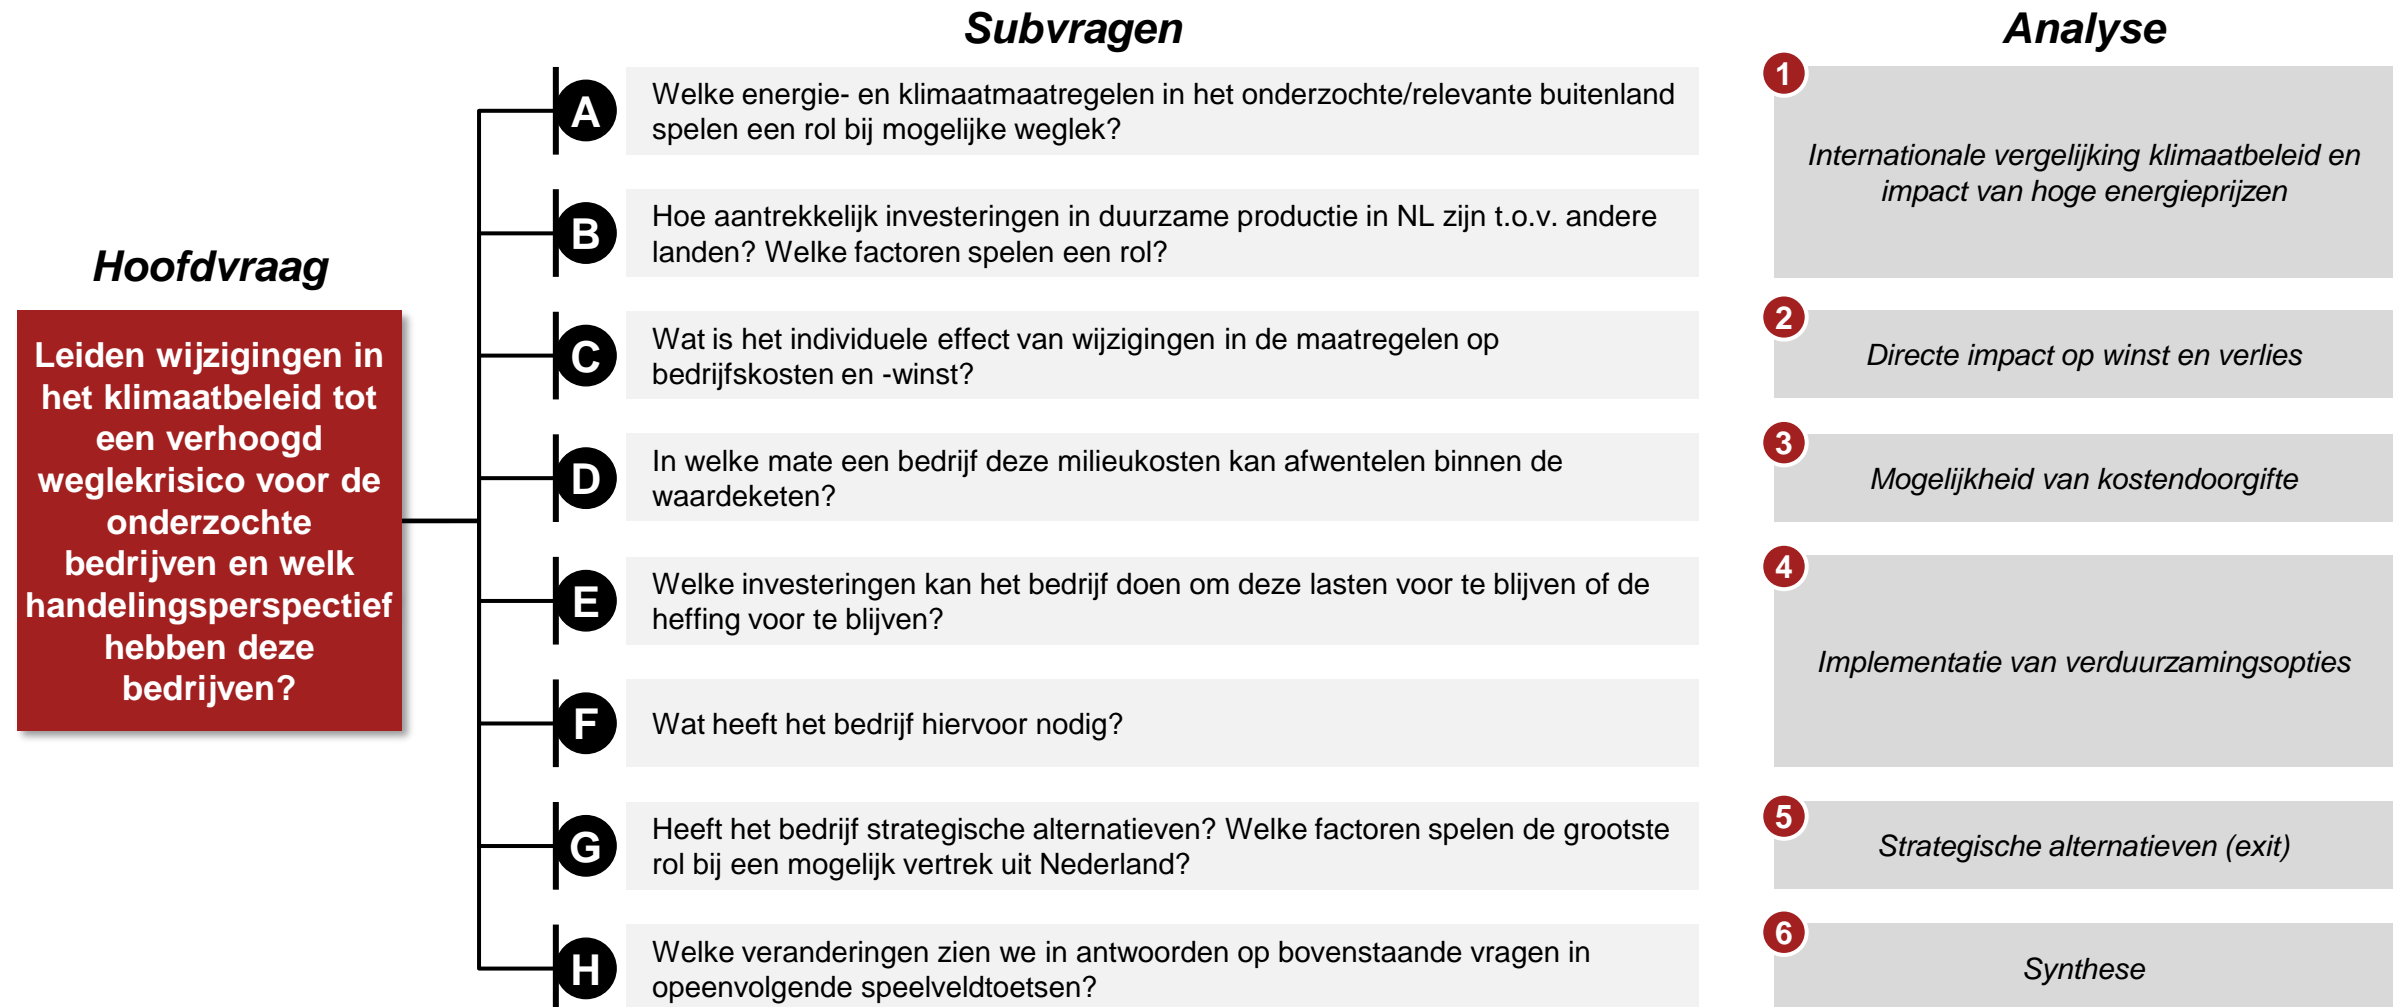 Subvragen
Analyse
Hoofdvraag
Leiden wijzigingen in
het klimaatbeleid tot
een verhoogd
weglekrisico voor de
onderzochte
bedrijven en welk
handelingsperspectief
hebben deze
bedrijven?
A
Welke energie- en klimaatmaatregelen in het onderzochte/relevante buitenland
spelen een rol bij mogelijke weglek?
B
Hoe aantrekkelijk investeringen in duurzame productie in NL zijn t.o.v. andere
landen? Welke factoren spelen een rol?
C
Wat is het individuele effect van wijzigingen in de maatregelen op
bedrijfskosten en -winst?
D
In welke mate een bedrijf deze milieukosten kan afwentelen binnen de
waardeketen?
E
Welke investeringen kan het bedrijf doen om deze lasten voor te blijven of de
heffing voor te blijven?
F
Wat heeft het bedrijf hiervoor nodig?
G
Heeft het bedrijf strategische alternatieven? Welke factoren spelen de grootste
rol bij een mogelijk vertrek uit Nederland?
H
Welke veranderingen zien we in antwoorden op bovenstaande vragen in
opeenvolgende speelveldtoetsen?
1
Internationale vergelijking klimaatbeleid en
impact van hoge energieprijzen
2
Directe impact op winst en verlies
3
Mogelijkheid van kostendoorgifte
4
Implementatie van verduurzamingsopties
5
Strategische alternatieven (exit)
6
Synthese